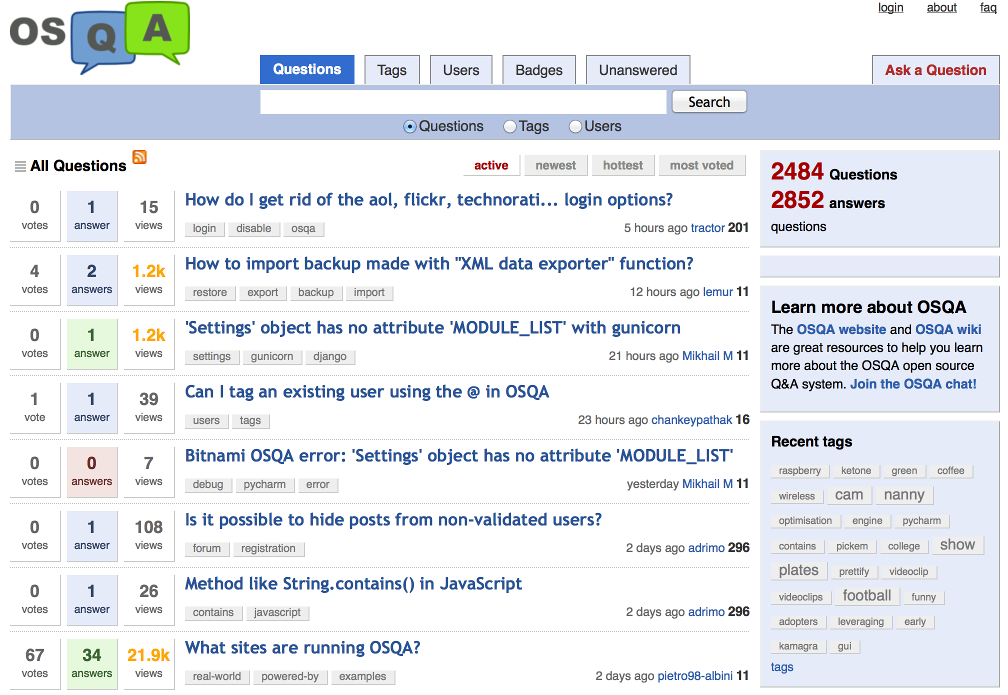 login about faq
OSQA
Questions Tags Users Badges Unanswered Ask a Question
Search
Questions Tags Users
All Questions
active newest hottest most voted
0 votes 1 answer 15 views
How do I get rid of the aol, flickr, technorati... login options?
login disable osqa
5 hours ago tractor 201
4 votes 2 answers 1.2k views
How to import backup made with "XML data exporter" function?
restore export backup import
12 hours ago lemur 11
0 votes 1 answer 1.2k views
'Settings' object has no attribute 'MODULE_LIST' with gunicorn
settings gunicorn django
21 hours ago Mikhail M 11
1 vote 1 answer 39 views
Can I tag an existing user using the @ in OSQA
users tags
23 hours ago chankeypathak 16
0 votes 0 answers 7 views
Bitnami OSQA error: 'Settings' object has no attribute 'MODULE_LIST'
debug pycharm error
yesterday Mikhail M 11
0 votes 1 answer 108 views
Is it possible to hide posts from non-validated users?
forum registration
2 days ago adrimo 296
0 votes 1 answer 26 views
Method like String.contains() in JavaScript
contains javascript
2 days ago adrimo 296
67 votes 34 answers 21.9k views
What sites are running OSQA?
real-world powered-by examples
2 days ago pietro98-albini 11
2484 Questions
2852 answers
questions
Learn more about OSQA
The OSQA website and OSQA wiki
are great resources to help you learn
more about the OSQA open source
Q&A system. Join the OSQA chat!
Recent tags
raspberry ketone green coffee
wireless cam nanny
optimisation engine pycharm
contains pickem college show
plates prettify videoclip
videoclips football funny
adopters leveraging early
kamagra gui
tags